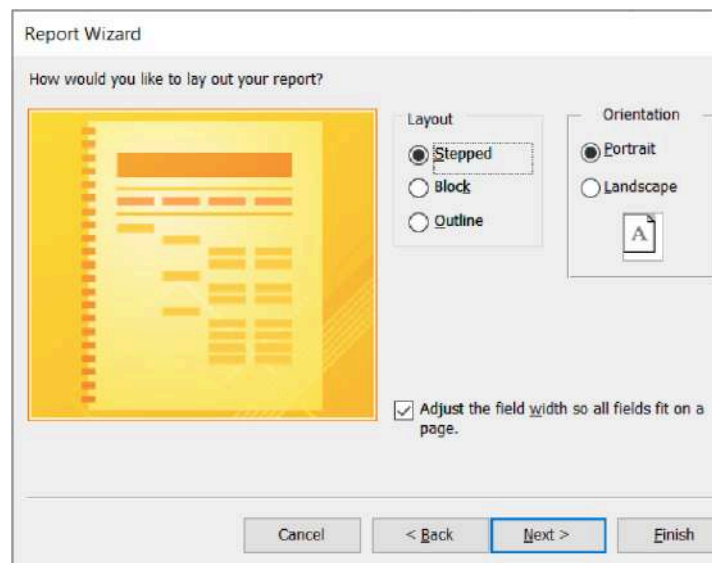 Report Wizard
How would you like to lay out your report?
Layout
Stepped
Block
Outline
Orientation
Portrait
Landscape
A
Adjust the field width so all fields fit on a
page.
Cancel
< Back
Next >
Finish